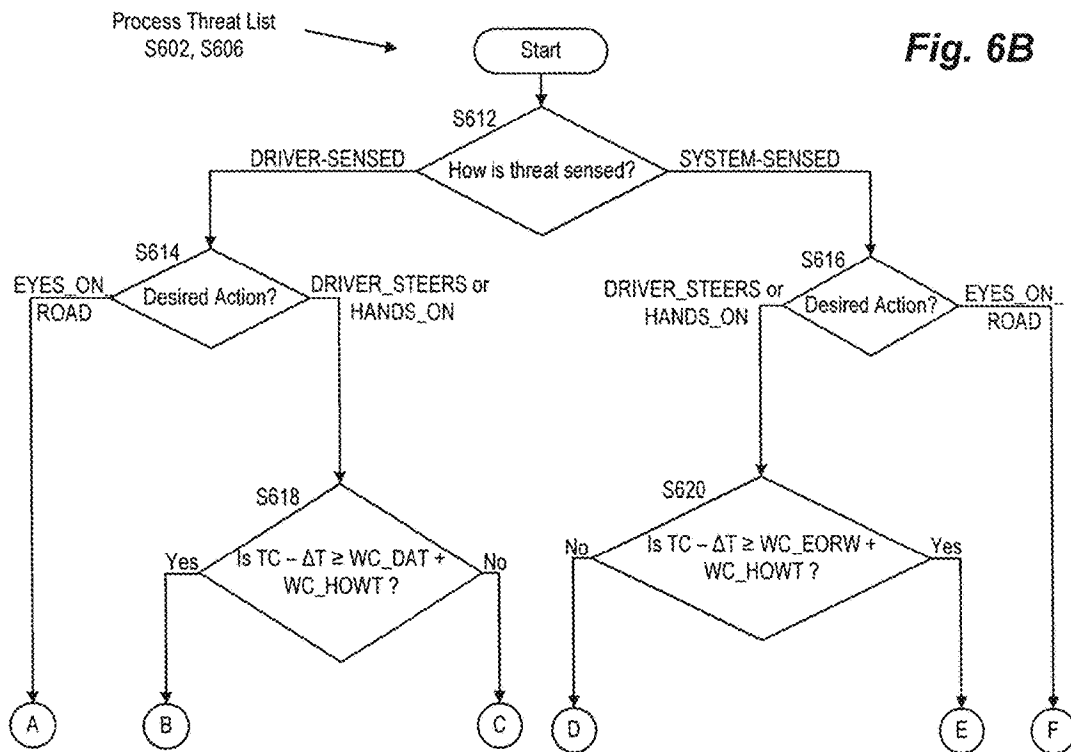 Process Threat List
S602, S606
Start
Fig. 6B
S612
DRIVER-SENSED
How is threat sensed?
SYSTEM-SENSED
S614
EYES_ON_
ROAD
Desired Action?
DRIVER_STEERS or
HANDS_ON
S616
DRIVER_STEERS or
HANDS_ON
Desired Action?
EYES_ON_
ROAD
S618
Yes
Is TC – ΔT ≥ WC_DAT +
WC_HOWT ?
No
S620
No
Is TC – ΔT ≥ WC_EORW +
WC_HOWT ?
Yes
A
B
C
D
E
F